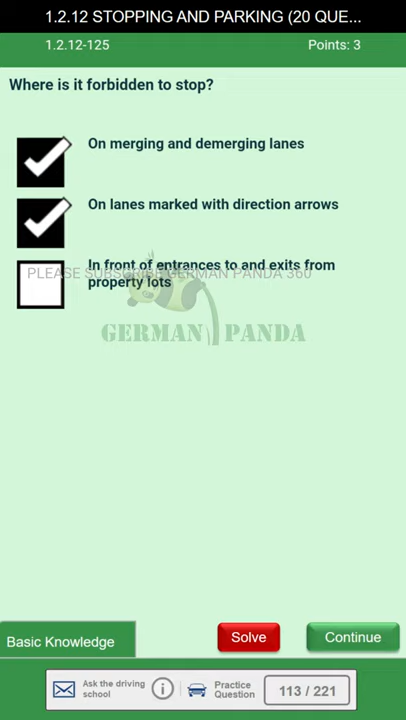 1.2.12 STOPPING AND PARKING (20 QUE...
1.2.12-125 Points: 3
Where is it forbidden to stop?
On merging and demerging lanes
On lanes marked with direction arrows
In front of entrances to and exits from
property lots
PLEASE SUBSCRIBE GERMAN PANDA 360
GERMAN PANDA
Basic Knowledge
Solve
Continue
Ask the driving
school
Practice
Question
113 / 221